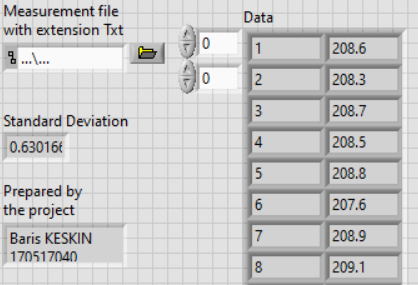 Measurement file
with extension Txt
...\...
0
0
Standard Deviation
0.63016
Prepared by
the project
Baris KESKIN
170517040
Data
1 208.6
2 208.3
3 208.7
4 208.5
5 208.8
6 207.6
7 208.9
8 209.1